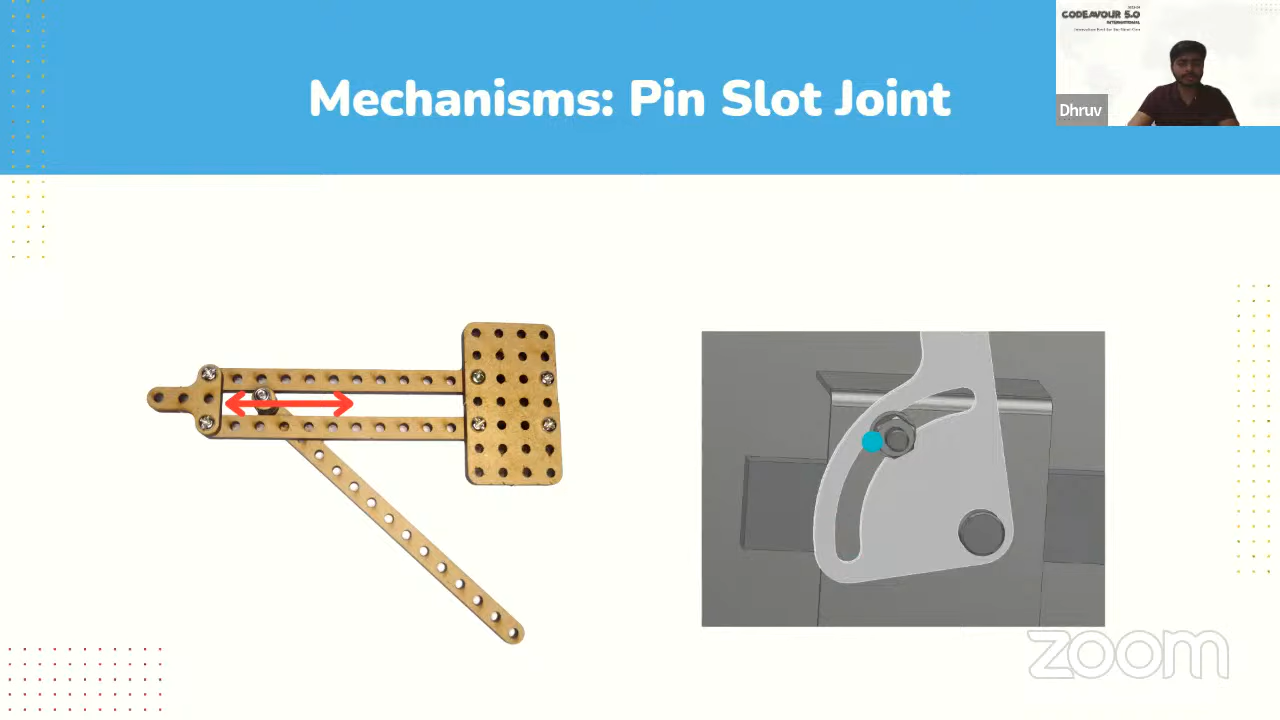 Mechanisms: Pin Slot Joint
CODEAVOUR 5.0
INTERNATIONAL
Dhruv
zoom